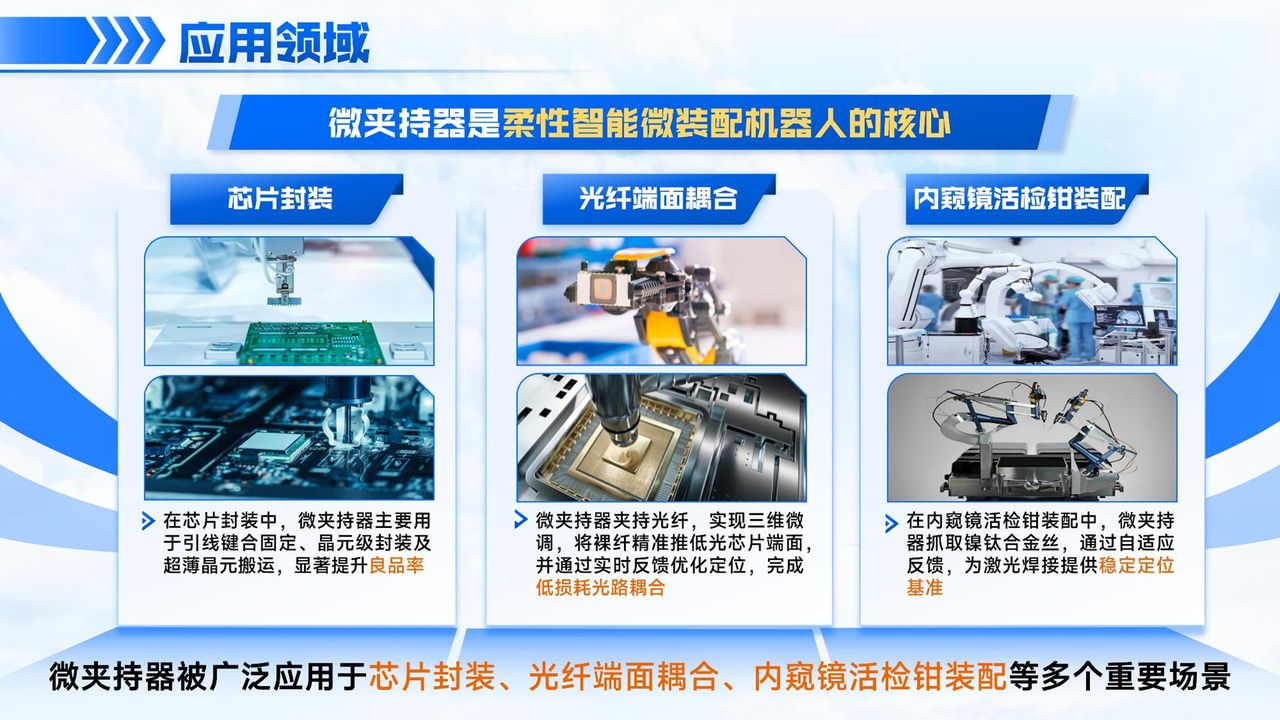 应用领域
微夹持器是柔性智能微装配机器人的核心
芯片封装
在芯片封装中，微夹持器主要用
于引线键合固定、晶元级封装及
超薄晶元搬运，显著提升良品率
光纤端面耦合
微夹持器夹持光纤，实现三维微
调，将裸纤精准推低光芯片端面，
并通过实时反馈优化定位，完成
低损耗光路耦合
内窥镜活检钳装配
在内窥镜活检钳装配中，微夹持
器抓取镍钛合金丝，通过自适应
反馈，为激光焊接提供稳定定位
基准
微夹持器被广泛应用于芯片封装、光纤端面耦合、内窥镜活检钳装配等多个重要场景